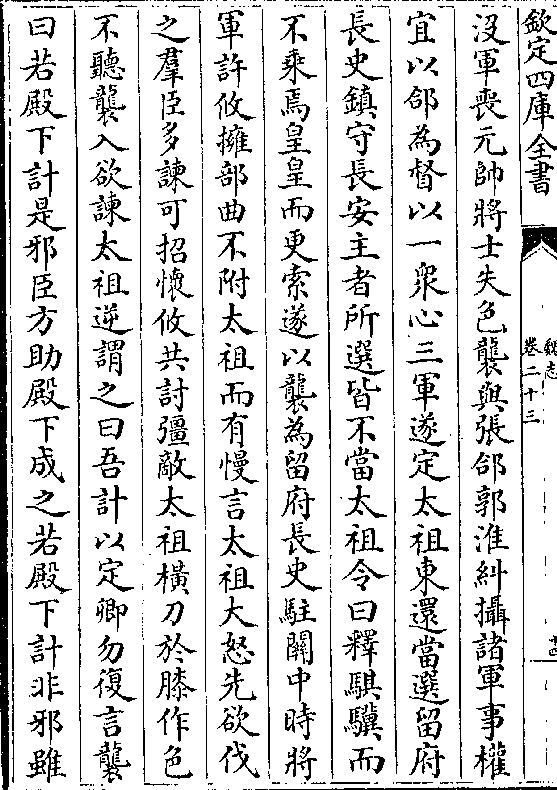 欽定四庫全書
魏志
卷二十三
十四
沒軍喪元帥將士失色襲與張郃郭淮糾攝諸軍事權
宜以郃為督以一眾心三軍遂定太祖東還當選留府
長史鎮守長安主者所選皆不當太祖令曰釋騏驥而
不乘焉皇皇而更索遂以襲為留府長史駐關中時將
軍許攸擁部曲不附太祖而有慢言太祖大怒先欲伐
之羣臣多諫可招懷攸共討彊敵太祖橫刀於膝作色
不聽襲入欲諫太祖逆謂之曰吾計以定卿勿復言襲
曰若殿下計是邪臣方助殿下成之若殿下計非邪雖